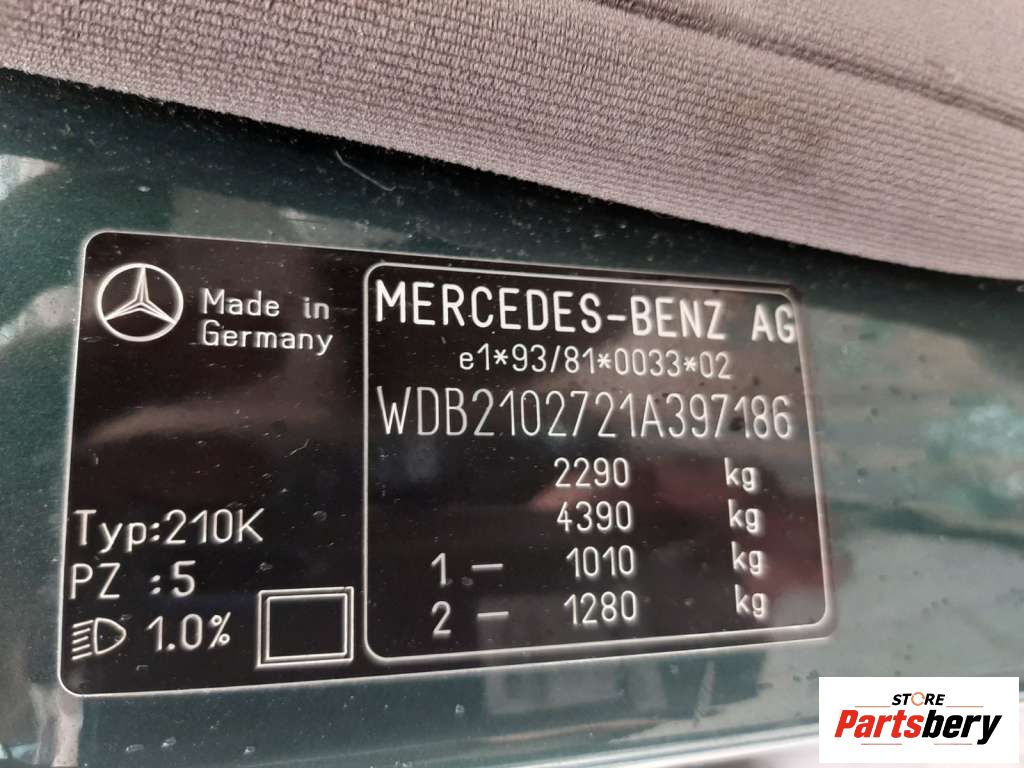 Made in
Germany
MERCEDES-BENZ AG
e1*93/81*0033*02
WDB2102721A397186
2290 kg
4390 kg
1 – 1010 kg
2 – 1280 kg
Typ:210K
PZ :5
1.0%
STORE
Partsbery